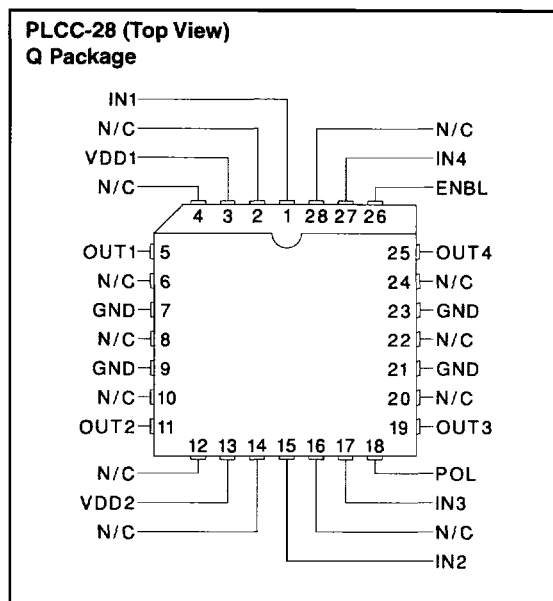 PLCC-28 (Top View)
Q Package
IN1
N/C
N/C
VDD1
IN4
N/C
ENBL
4 3 2 1 28 27 26
OUT1 5 25 OUT4
N/C 6 24 N/C
GND 7 23 GND
N/C 8 22 N/C
GND 9 21 GND
N/C 10 20 N/C
OUT2 11 19 OUT3
12 13 14 15 16 17 18
N/C
POL
VDD2
IN3
N/C
N/C
IN2